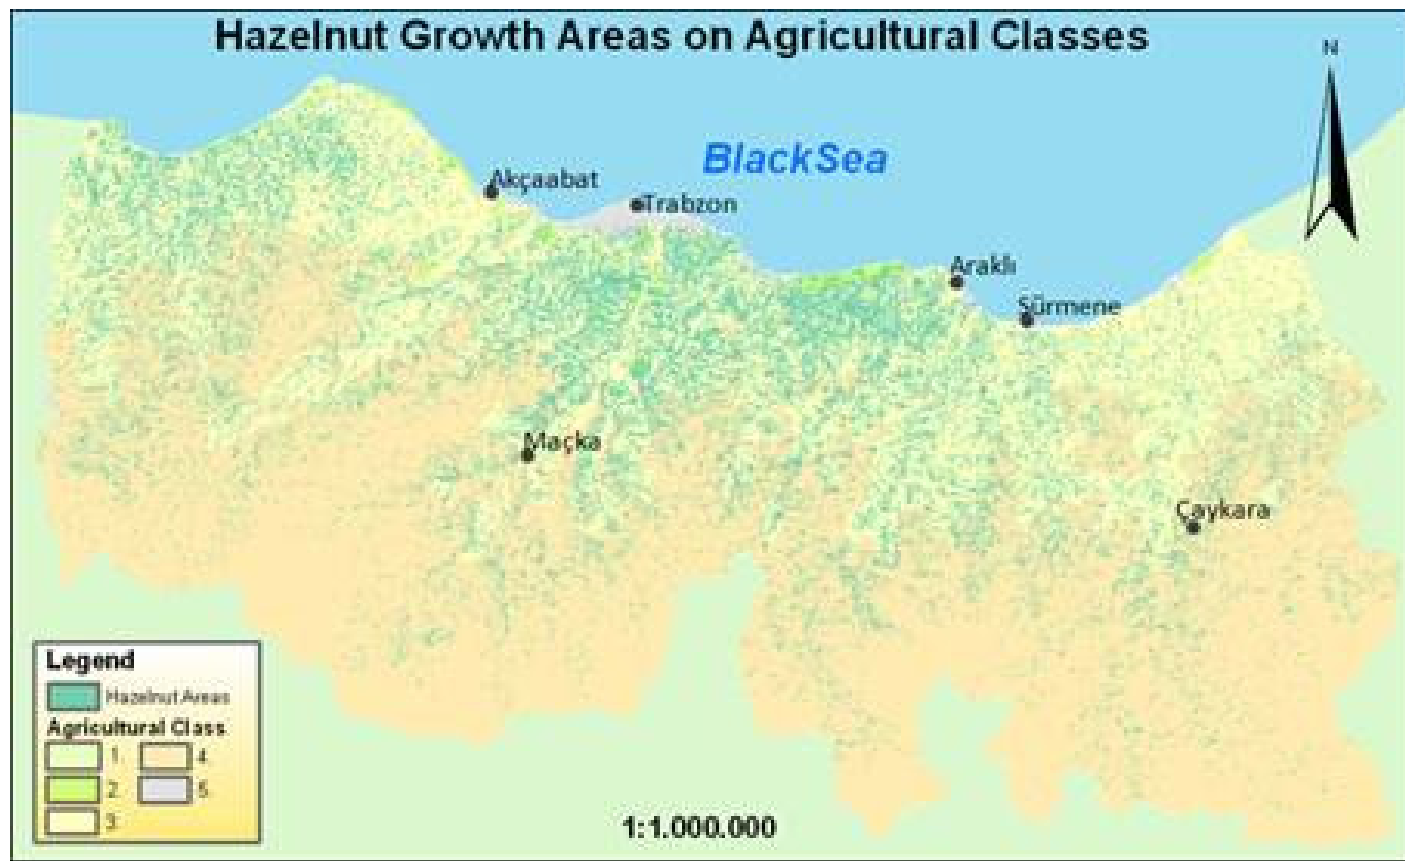 Hazelnut Growth Areas on Agricultural Classes
N
BlackSea
Akçaabat
Trabzon
Araklı
Sürmene
Maçka
Çaykara
Legend
Hazelnut Areas
Agricultural Class
1. 4.
2. 5.
3.
1:1.000.000